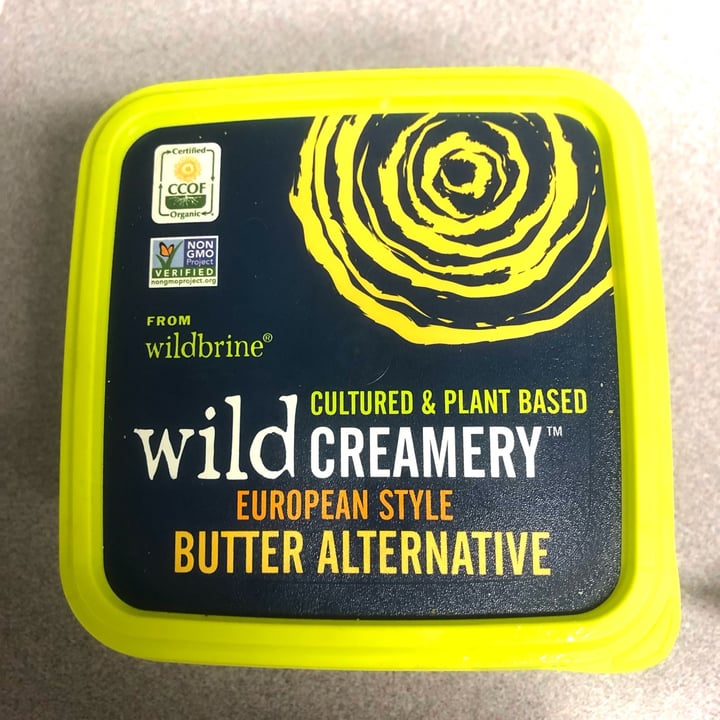 Certified
CCOF
Organic
NON
GMO
Project
VERIFIED
nongmoproject.org
FROM
wildbrine®
CULTURED & PLANT BASED
wild CREAMERY™
EUROPEAN STYLE
BUTTER ALTERNATIVE